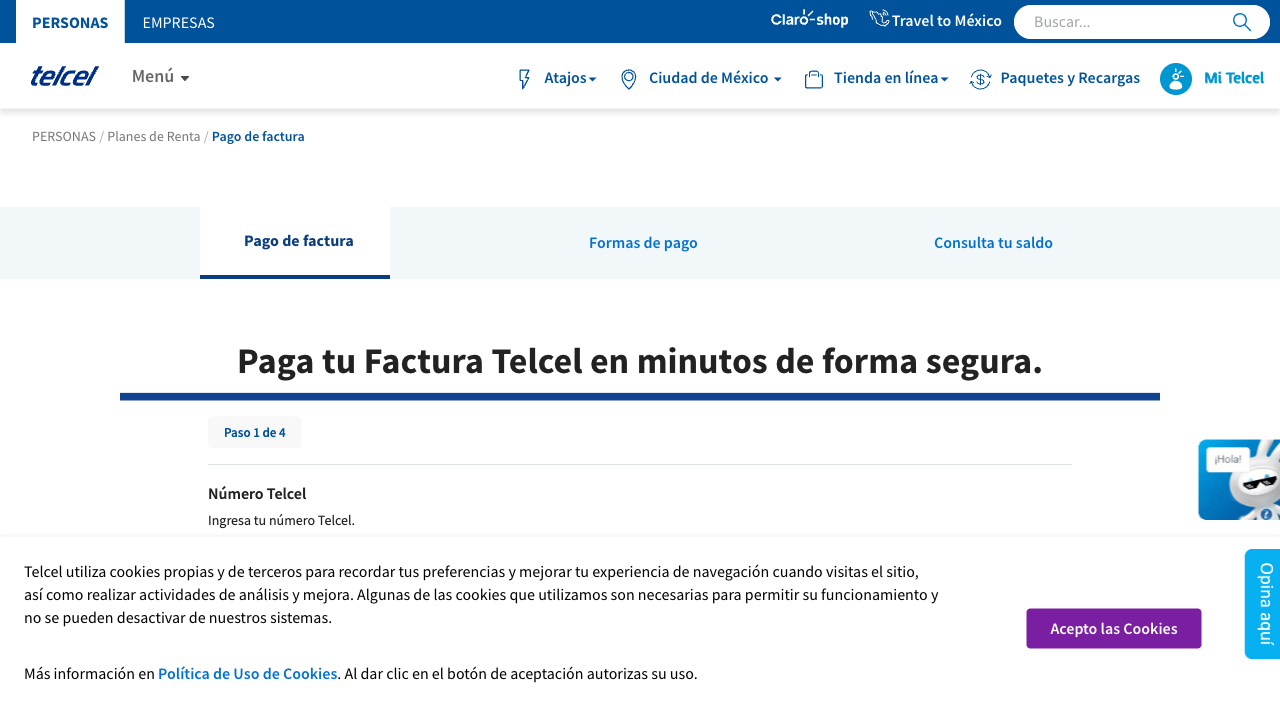 PERSONAS
EMPRESAS
Claro shop
Travel to México
Buscar...
telcel
Menú
Atajos
Ciudad de México
Tienda en línea
Paquetes y Recargas
Mi Telcel
PERSONAS / Planes de Renta / Pago de factura
Pago de factura
Formas de pago
Consulta tu saldo
Paga tu Factura Telcel en minutos de forma segura.
Paso 1 de 4
¡Hola!
Número Telcel
Ingresa tu número Telcel.
Telcel utiliza cookies propias y de terceros para recordar tus preferencias y mejorar tu experiencia de navegación cuando visitas el sitio,
así como realizar actividades de análisis y mejora. Algunas de las cookies que utilizamos son necesarias para permitir su funcionamiento y
no se pueden desactivar de nuestros sistemas.
Acepto las Cookies
Opina aquí
Más información en Política de Uso de Cookies. Al dar clic en el botón de aceptación autorizas su uso.